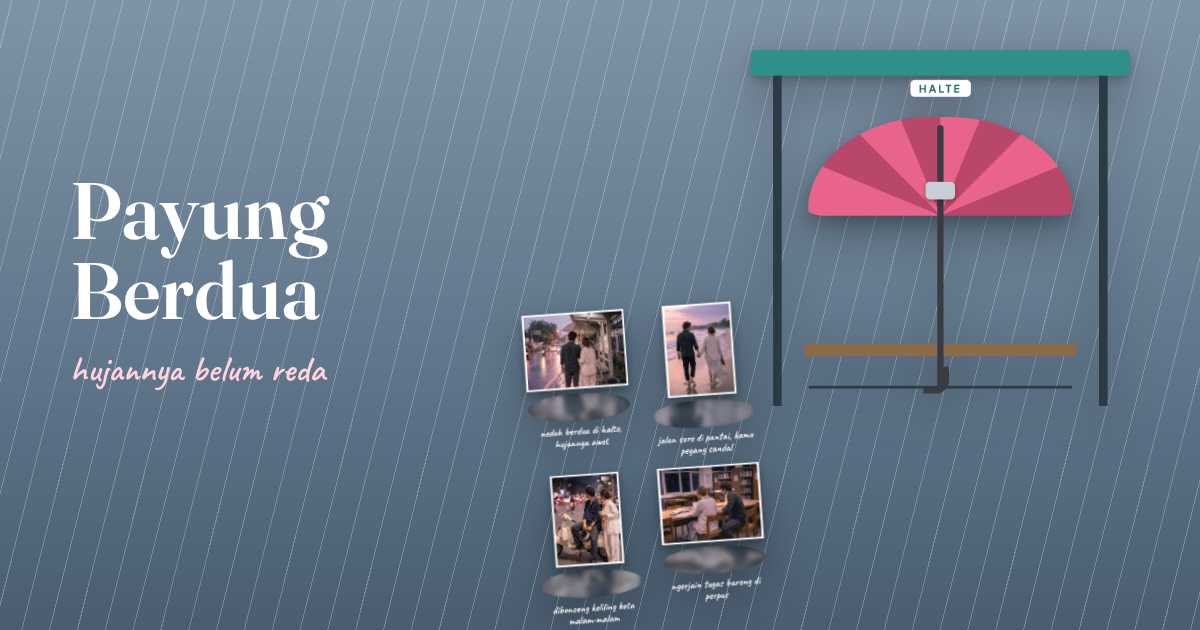 HALTE
Payung
Berdua
hujannya belum reda
neduh berdua di halte,
hujannya awet
jalan sore di pantai, kamu
pegang sandal
dibonceng keliling kota
malam-malam
ngerjain tugas bareng di
perpus